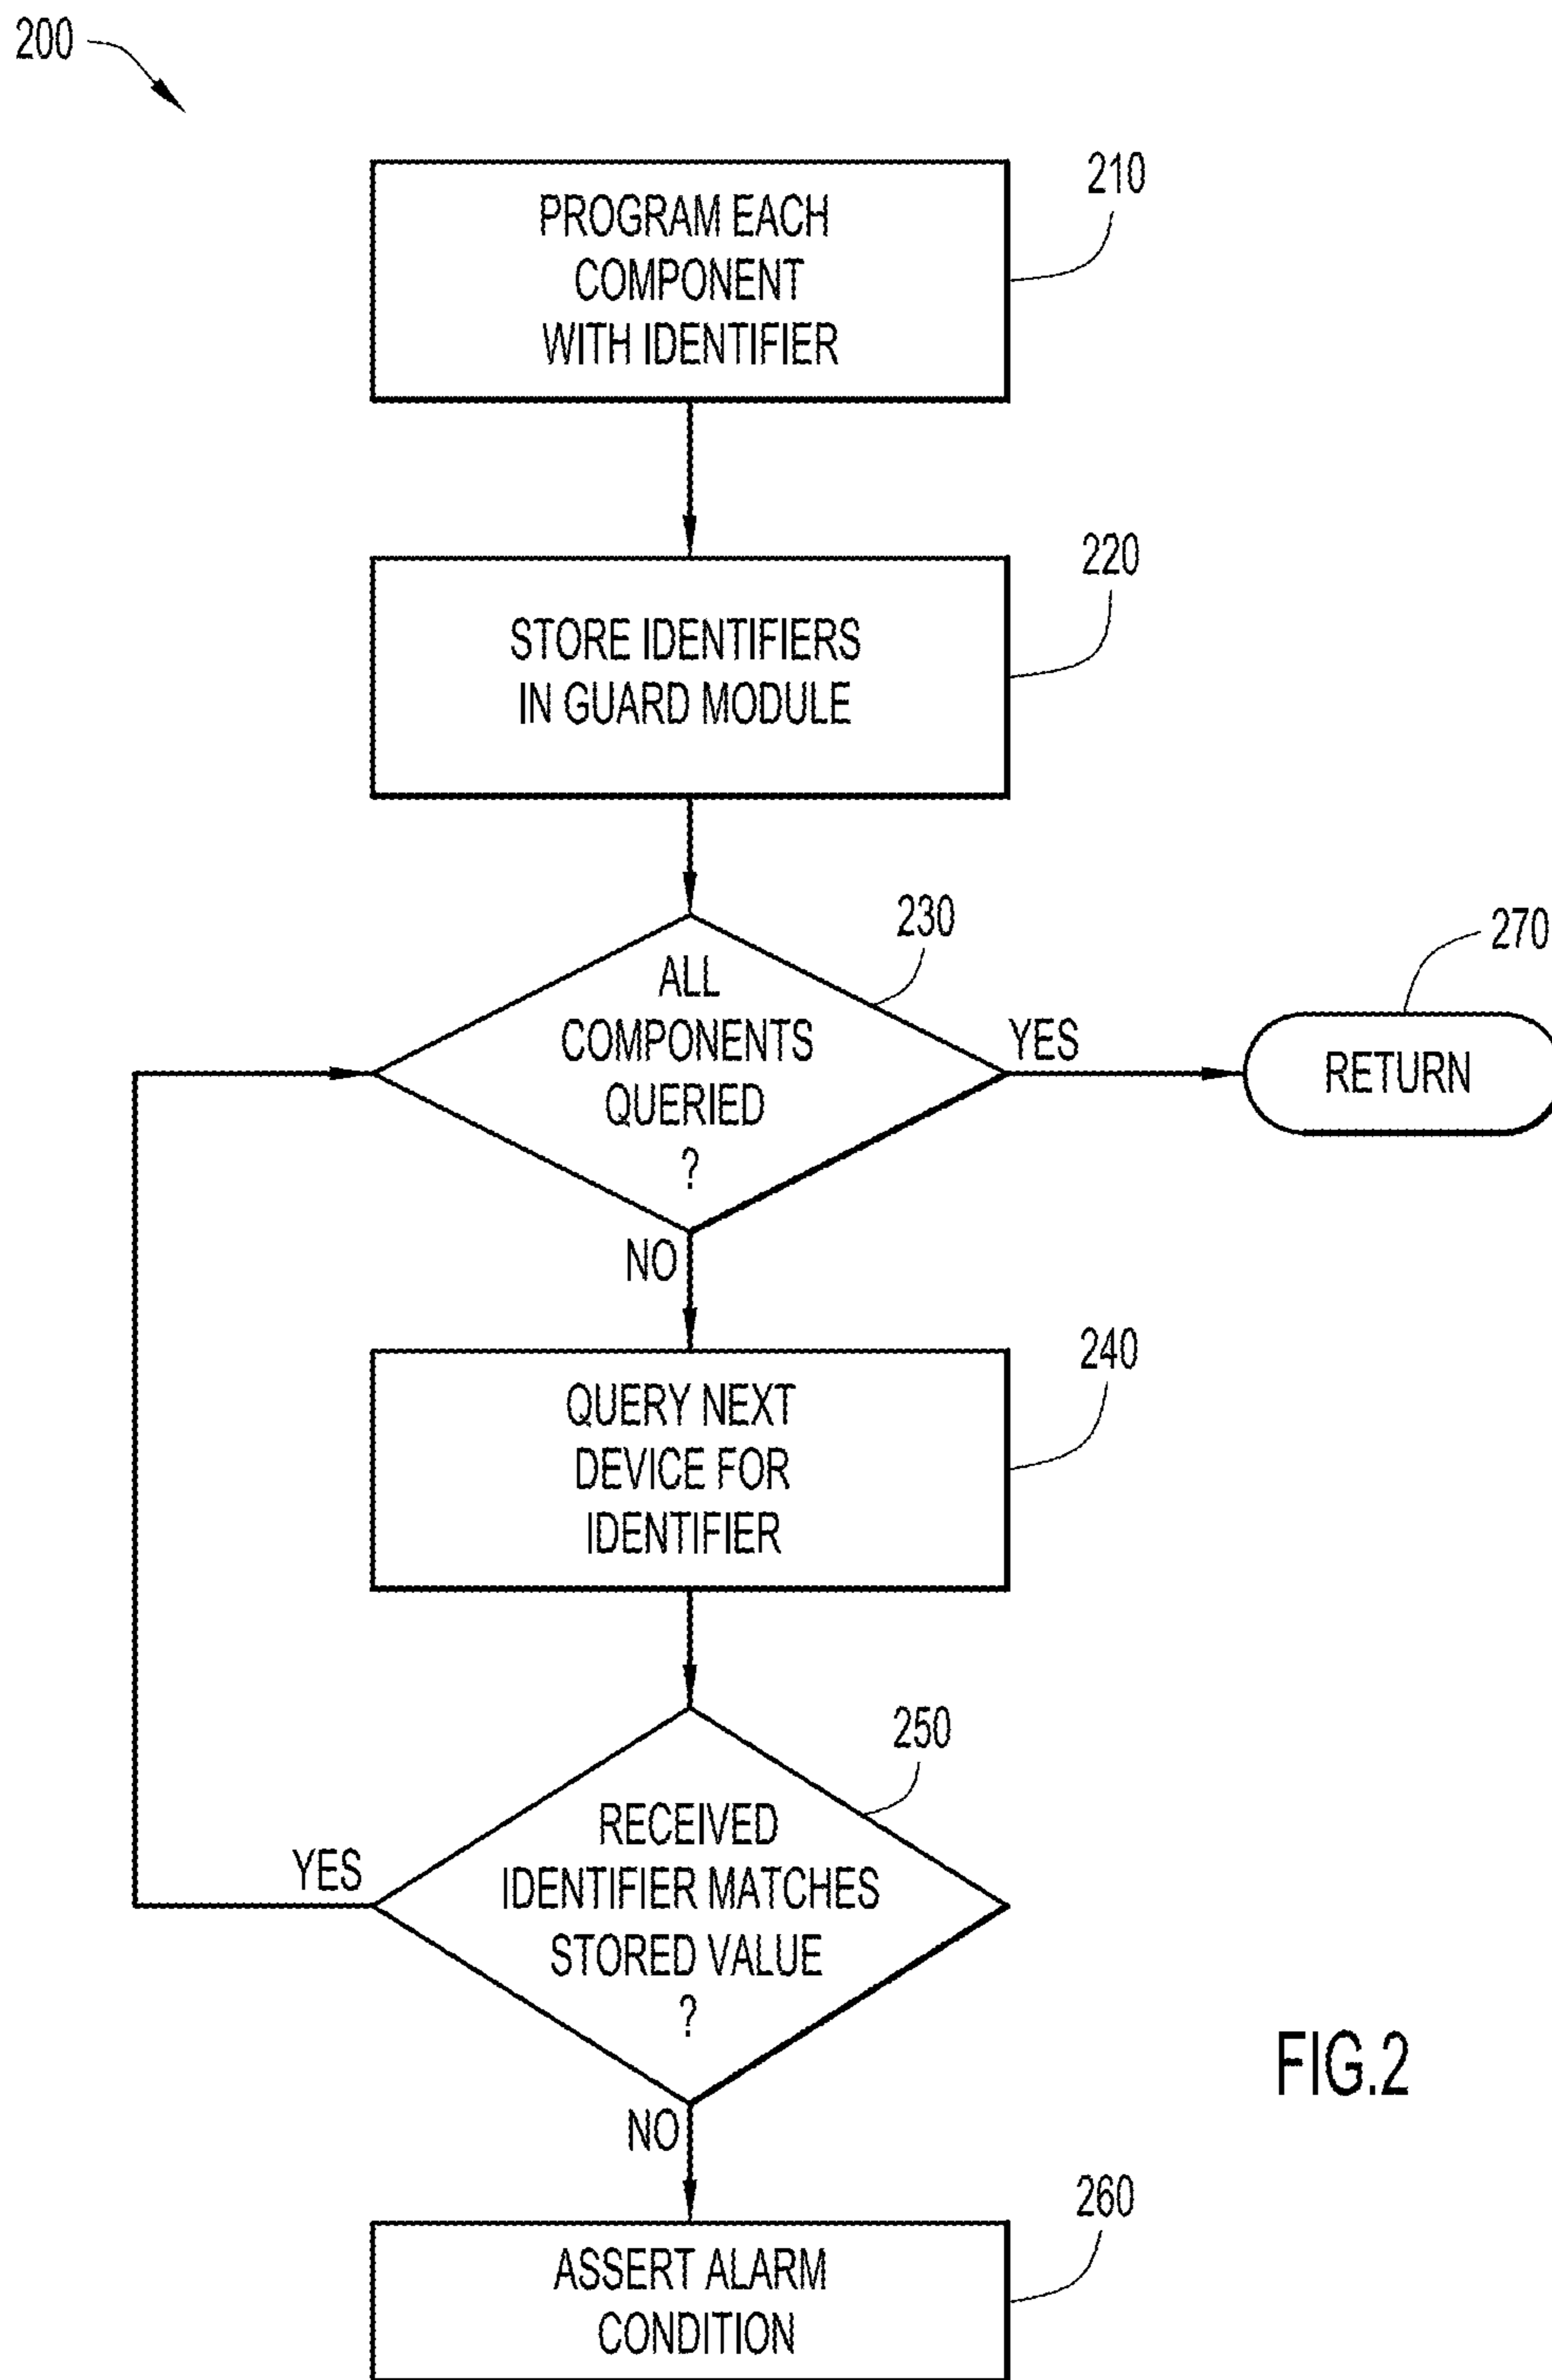 200
PROGRAM EACH
COMPONENT
WITH IDENTIFIER
210
STORE IDENTIFIERS
IN GUARD MODULE
220
ALL
COMPONENTS
QUERIED
?
230
YES
RETURN
270
NO
QUERY NEXT
DEVICE FOR
IDENTIFIER
240
RECEIVED
IDENTIFIER MATCHES
STORED VALUE
?
250
YES
NO
ASSERT ALARM
CONDITION
260
FIG.2